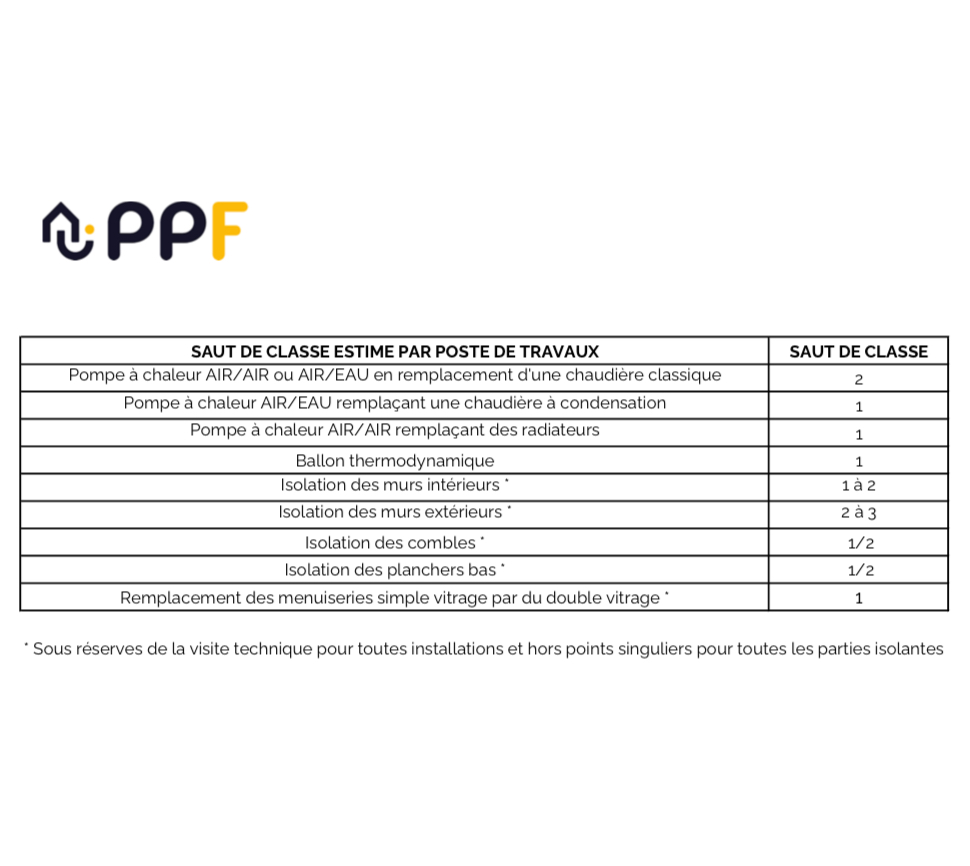 PPF
SAUT DE CLASSE ESTIME PAR POSTE DE TRAVAUX SAUT DE CLASSE
Pompe à chaleur AIR/AIR ou AIR/EAU en remplacement d'une chaudière classique 2
Pompe à chaleur AIR/EAU remplaçant une chaudière à condensation 1
Pompe à chaleur AIR/AIR remplaçant des radiateurs 1
Ballon thermodynamique 1
Isolation des murs intérieurs * 1 à 2
Isolation des murs extérieurs * 2 à 3
Isolation des combles * 1/2
Isolation des planchers bas * 1/2
Remplacement des menuiseries simple vitrage par du double vitrage * 1
* Sous réserves de la visite technique pour toutes installations et hors points singuliers pour toutes les parties isolantes